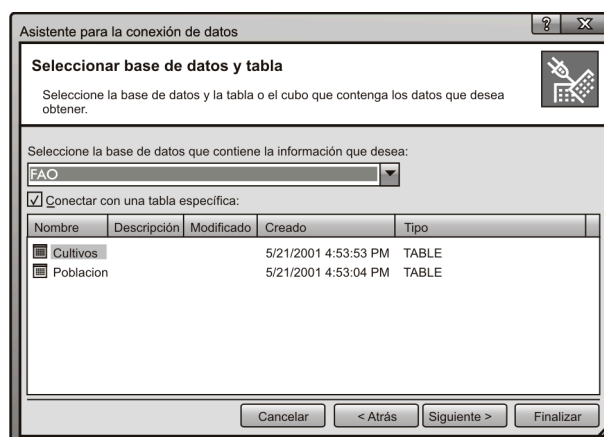 Asistente para la conexión de datos
Seleccionar base de datos y tabla
Seleccione la base de datos y la tabla o el cubo que contenga los datos que desea
obtener.
Seleccione la base de datos que contiene la información que desea:
FAO
Conectar con una tabla específica:
Nombre Descripción Modificado Creado Tipo
Cultivos 5/21/2001 4:53:53 PM TABLE
Poblacion 5/21/2001 4:53:04 PM TABLE
Cancelar < Atrás Siguiente > Finalizar